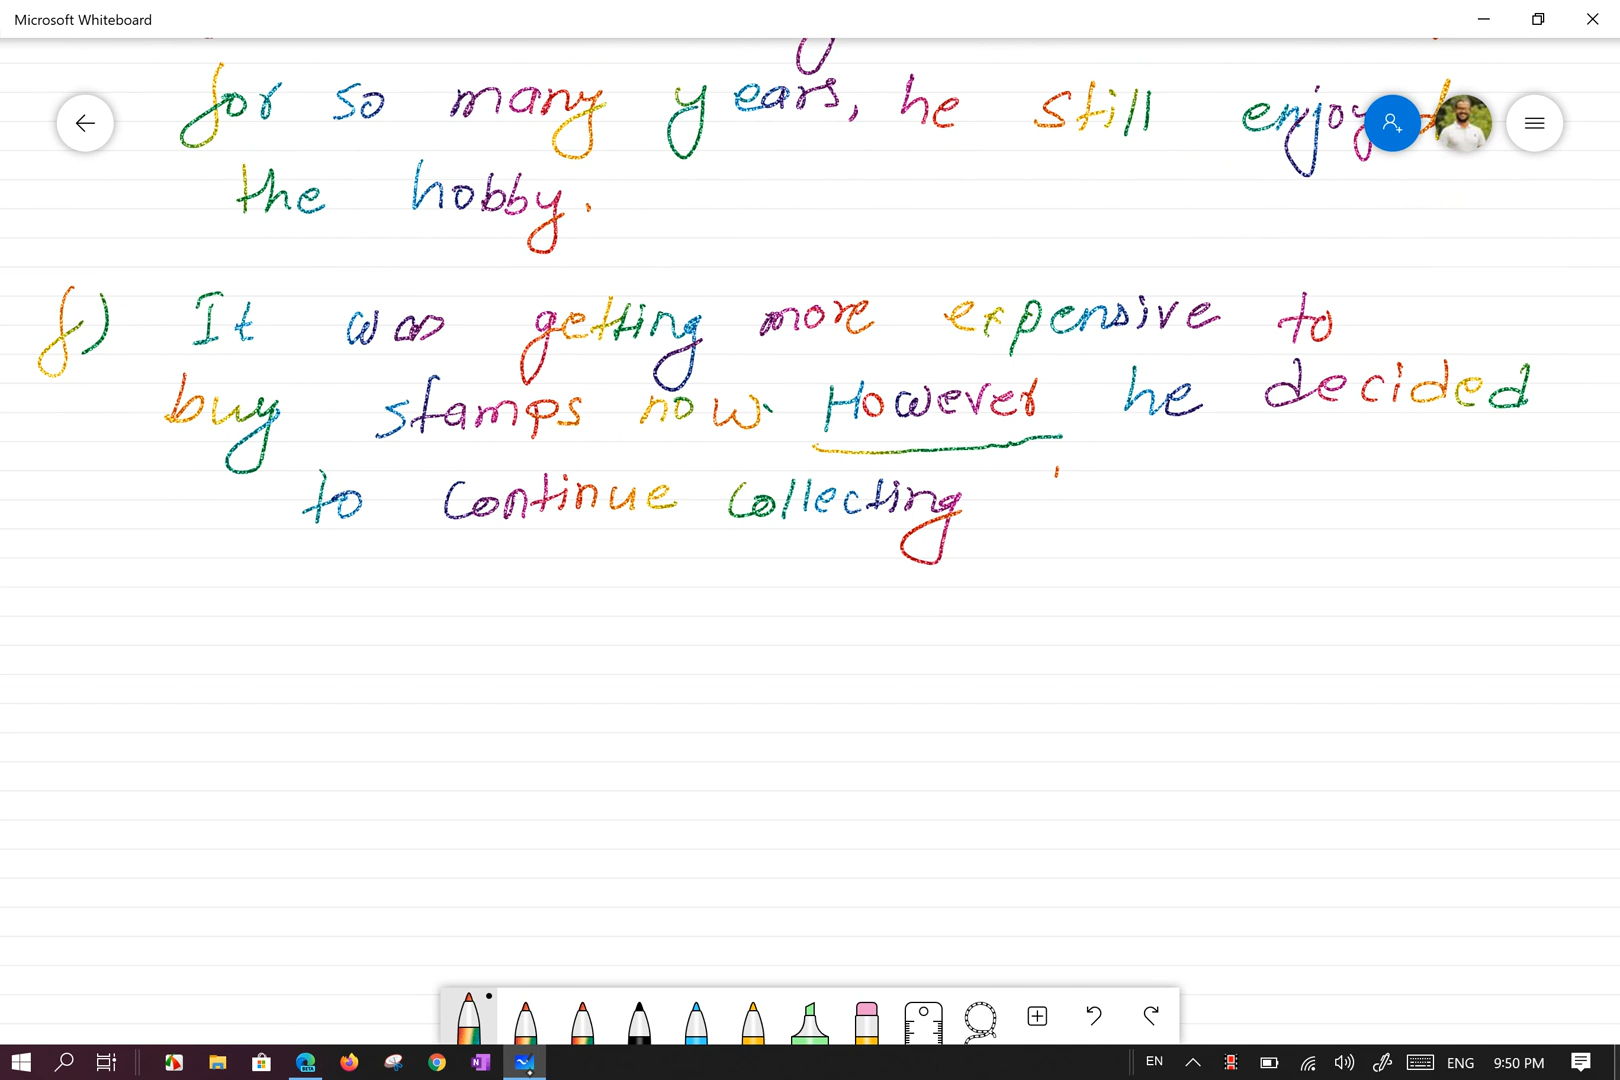 Microsoft Whiteboard
for so many years, he still enjoyed
the hobby.
f) It was getting more expensive to
buy stamps now. However he decided
to continue collecting
EN ENG 9:50 PM